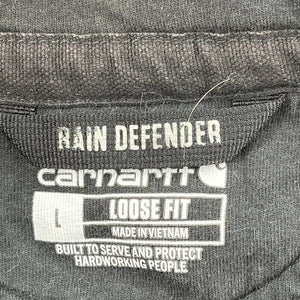 RAIN DEFENDER
carhartt
L
LOOSE FIT
MADE IN VIETNAM
BUILT TO SERVE AND PROTECT
HARDWORKING PEOPLE